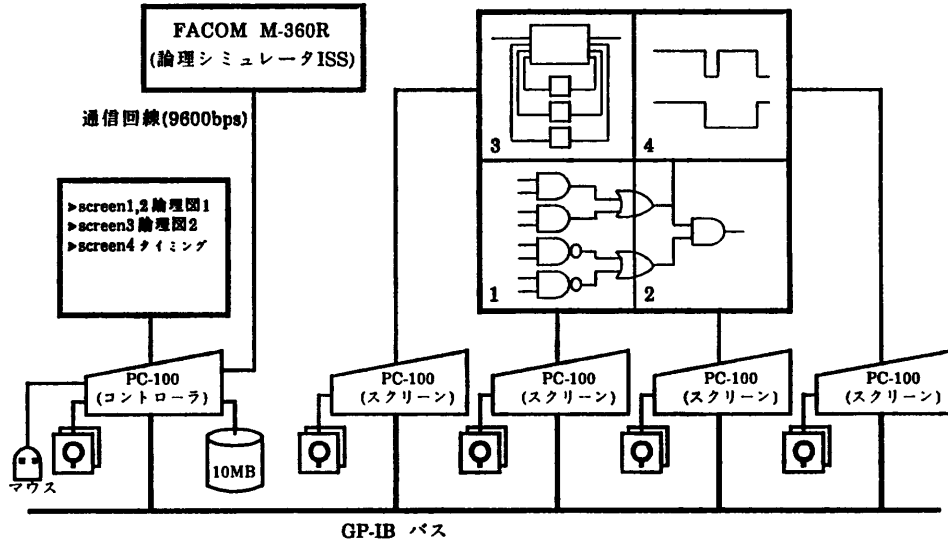 FACOM M-360R
(論理シミュレータISS)
通信回線(9600bps)
>screen1,2 論理図1
>screen3 論理図2
>screen4 タイミング
3
4
1
2
PC-100
(コントローラ)
PC-100
(スクリーン)
PC-100
(スクリーン)
PC-100
(スクリーン)
PC-100
(スクリーン)
マウス
10MB
GP-IB バス